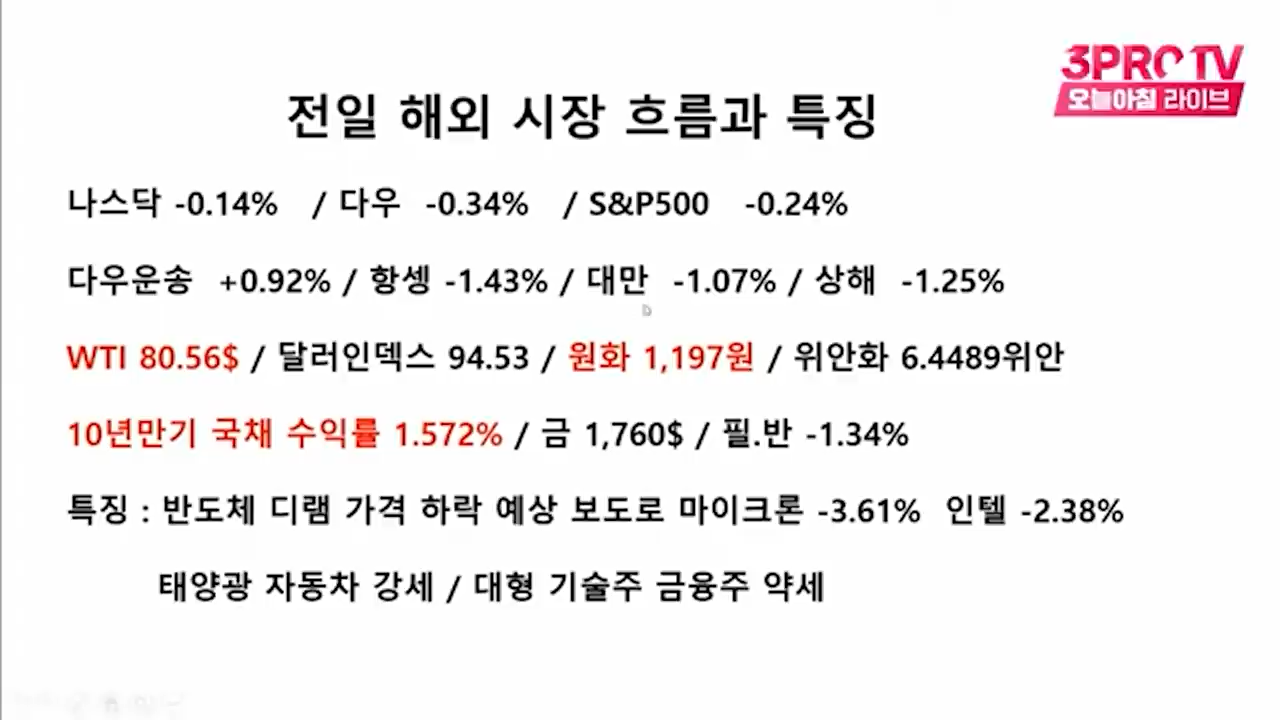 3PRO TV
오늘아침 라이브
전일 해외 시장 흐름과 특징
나스닥 -0.14% / 다우 -0.34% / S&P500 -0.24%
다우운송 +0.92% / 항셍 -1.43% / 대만 -1.07% / 상해 -1.25%
WTI 80.56$ / 달러인덱스 94.53 / 원화 1,197원 / 위안화 6.4489위안
10년만기 국채 수익률 1.572% / 금 1,760$ / 필.반 -1.34%
특징 : 반도체 디램 가격 하락 예상 보도로 마이크론 -3.61% 인텔 -2.38%
태양광 자동차 강세 / 대형 기술주 금융주 약세